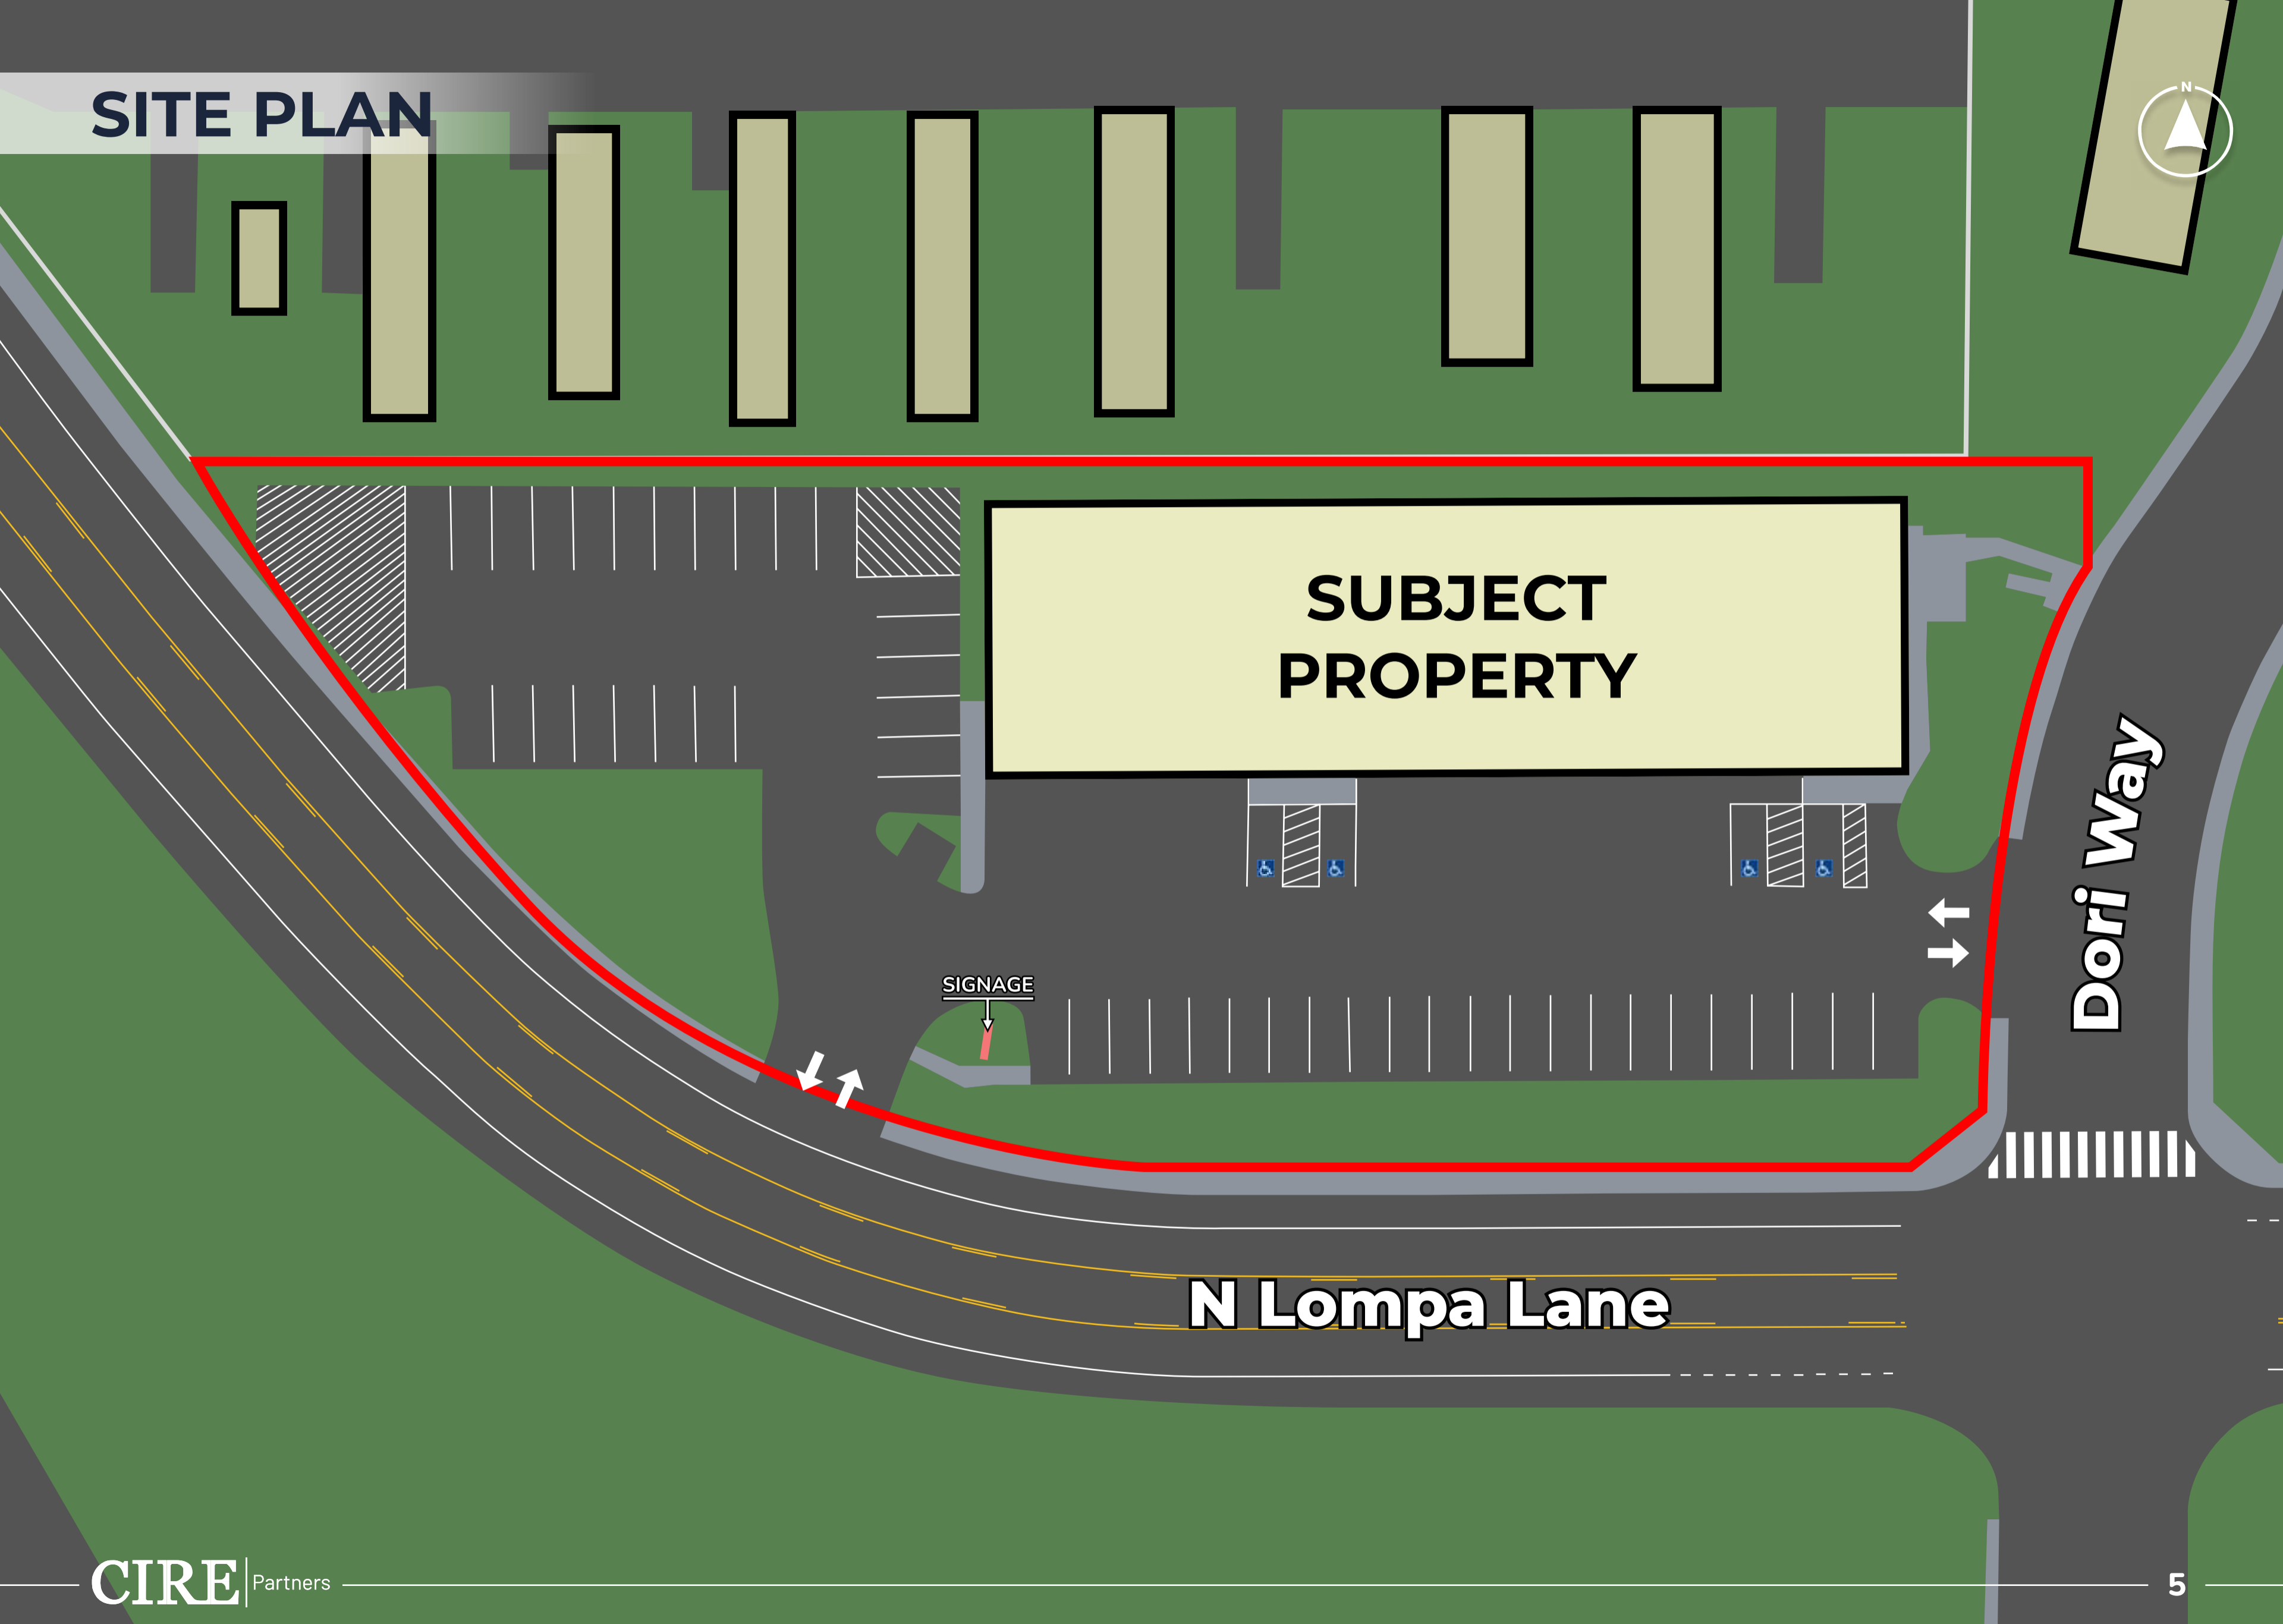 SITE PLAN
N
SUBJECT
PROPERTY
Dori Way
SIGNAGE
N Lompa Lane
CIRE Partners
5